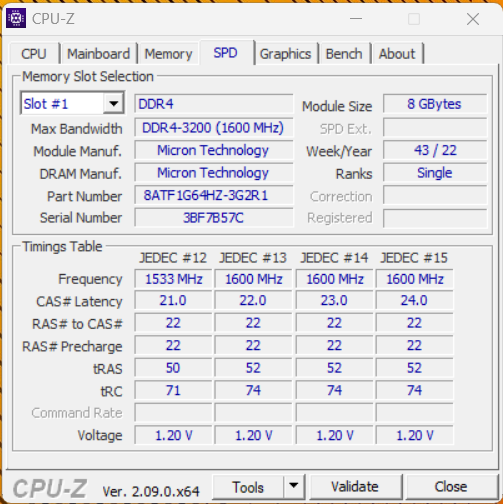 CPU-Z
CPU Mainboard Memory SPD Graphics Bench About
Memory Slot Selection
Slot #1 DDR4 Module Size 8 GBytes
Max Bandwidth DDR4-3200 (1600 MHz) SPD Ext.
Module Manuf. Micron Technology Week/Year 43 / 22
DRAM Manuf. Micron Technology Ranks Single
Part Number 8ATF1G64HZ-3G2R1 Correction
Serial Number 3BF7B57C Registered
Timings Table
JEDEC #12 JEDEC #13 JEDEC #14 JEDEC #15
Frequency 1533 MHz 1600 MHz 1600 MHz 1600 MHz
CAS# Latency 21.0 22.0 23.0 24.0
RAS# to CAS# 22 22 22 22
RAS# Precharge 22 22 22 22
tRAS 50 52 52 52
tRC 71 74 74 74
Command Rate
Voltage 1.20 V 1.20 V 1.20 V 1.20 V
CPU-Z Ver. 2.09.0.x64 Tools Validate Close